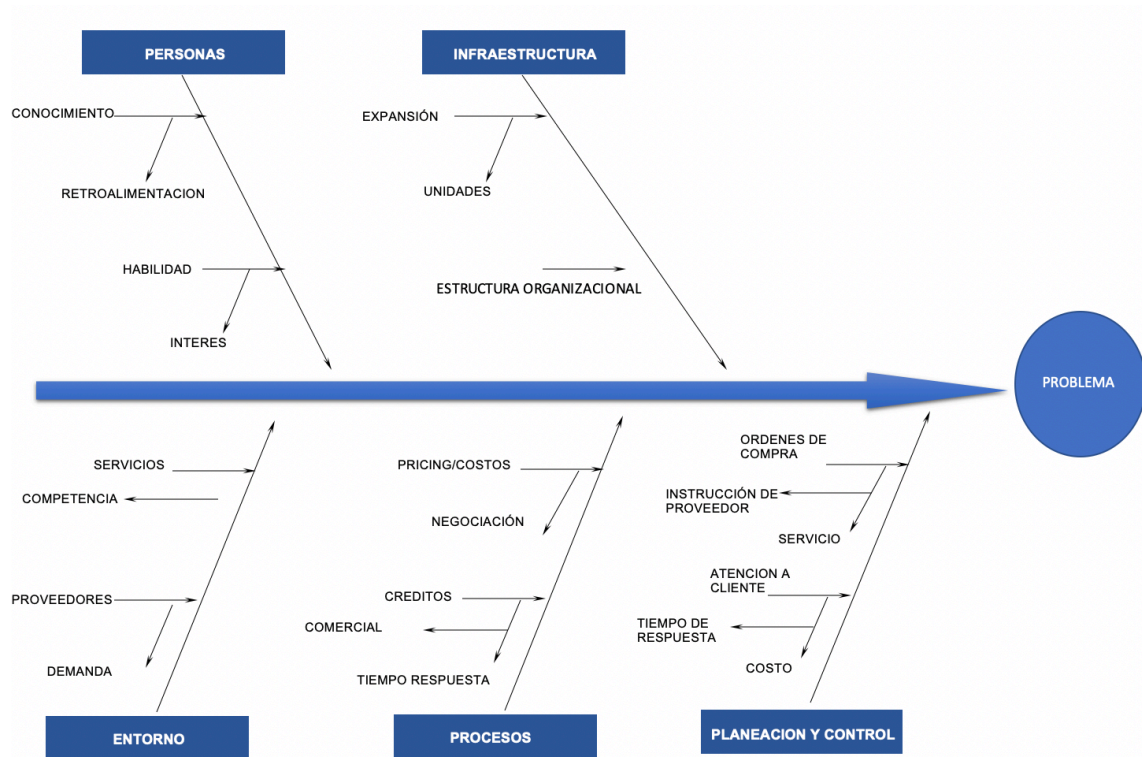 PERSONAS
INFRAESTRUCTURA
CONOCIMIENTO
EXPANSIÓN
RETROALIMENTACION
UNIDADES
HABILIDAD
ESTRUCTURA ORGANIZACIONAL
INTERES
PROBLEMA
SERVICIOS
COMPETENCIA
PROVEEDORES
DEMANDA
PRICING/COSTOS
NEGOCIACIÓN
CREDITOS
COMERCIAL
TIEMPO RESPUESTA
ORDENES DE
COMPRA
INSTRUCCIÓN DE
PROVEEDOR
SERVICIO
ATENCION A
CLIENTE
TIEMPO DE
RESPUESTA
COSTO
ENTORNO
PROCESOS
PLANEACION Y CONTROL